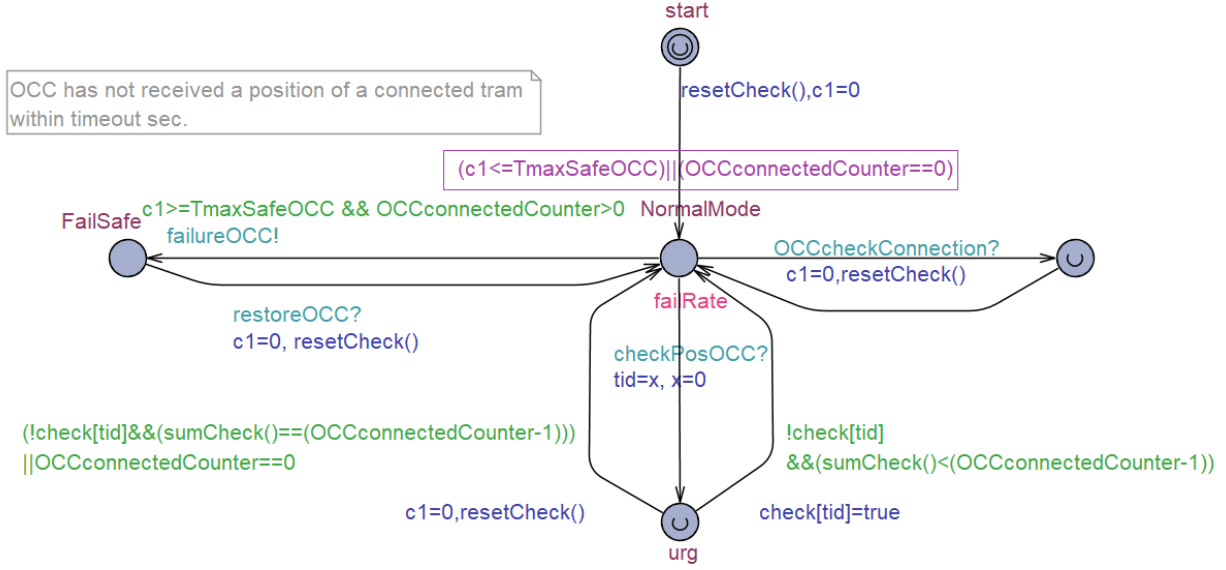 start
OCC has not received a position of a connected tram
within timeout sec.
resetCheck(),c1=0
(c1<=TmaxSafeOCC)||(OCCconnectedCounter==0)
FailSafe
c1>=TmaxSafeOCC && OCCconnectedCounter>0
NormalMode
failureOCC!
OCCcheckConnection?
c1=0,resetCheck()
failRate
restoreOCC?
c1=0, resetCheck()
checkPosOCC?
tid=x, x=0
(!check[tid]&&(sumCheck()==(OCCconnectedCounter-1)))
||OCCconnectedCounter==0
!check[tid]
&&(sumCheck()<(OCCconnectedCounter-1))
c1=0,resetCheck()
check[tid]=true
urg